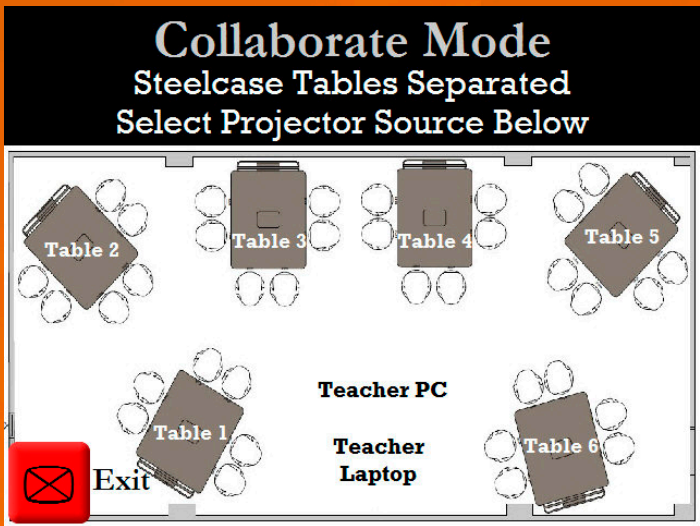 Collaborate Mode
Steelcase Tables Separated
Select Projector Source Below
Table 2
Table 3
Table 4
Table 5
Teacher PC
Table 1
Teacher
Laptop
Table 6
Exit